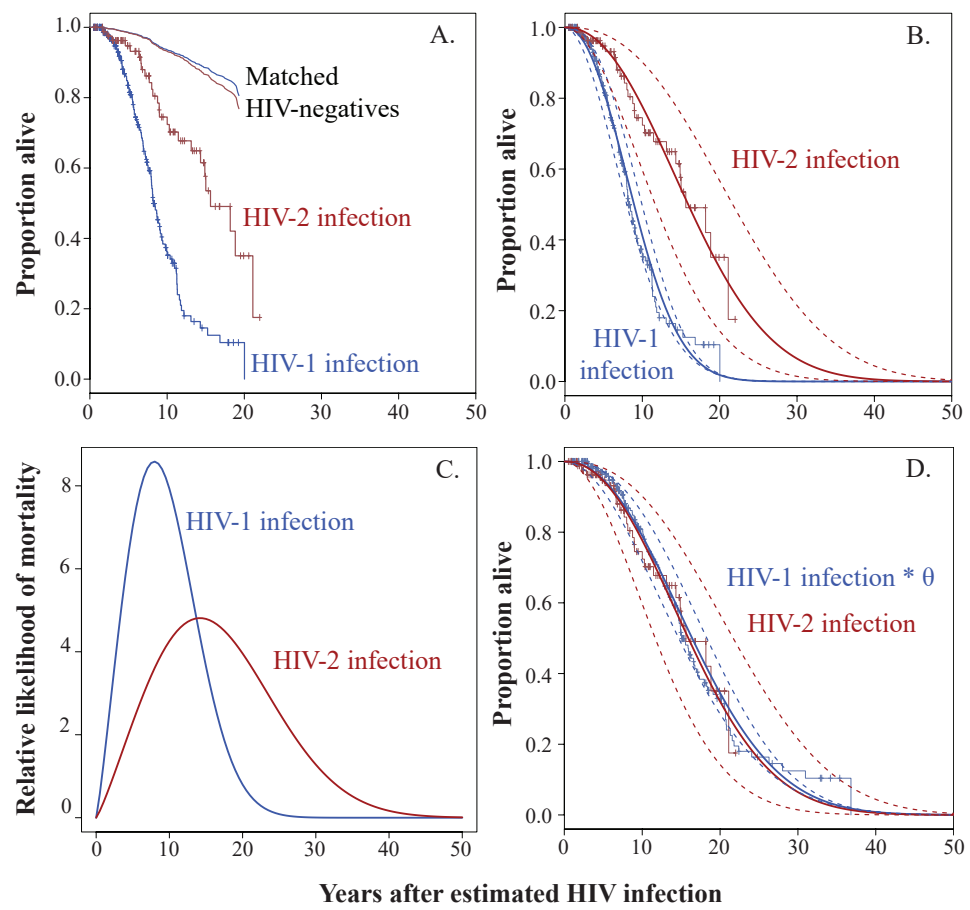 A.
Proportion alive
1.0
0.8
0.6
0.4
0.2
0.0
Matched
HIV-negatives
HIV-2 infection
HIV-1 infection
0 10 20 30 40 50
B.
Proportion alive
1.0
0.8
0.6
0.4
0.2
0.0
HIV-2 infection
HIV-1
infection
0 10 20 30 40 50
C.
Relative likelihood of mortality
8
6
4
2
0
HIV-1 infection
HIV-2 infection
0 10 20 30 40 50
D.
Proportion alive
1.0
0.8
0.6
0.4
0.2
0.0
HIV-1 infection * θ
HIV-2 infection
0 10 20 30 40 50
Years after estimated HIV infection